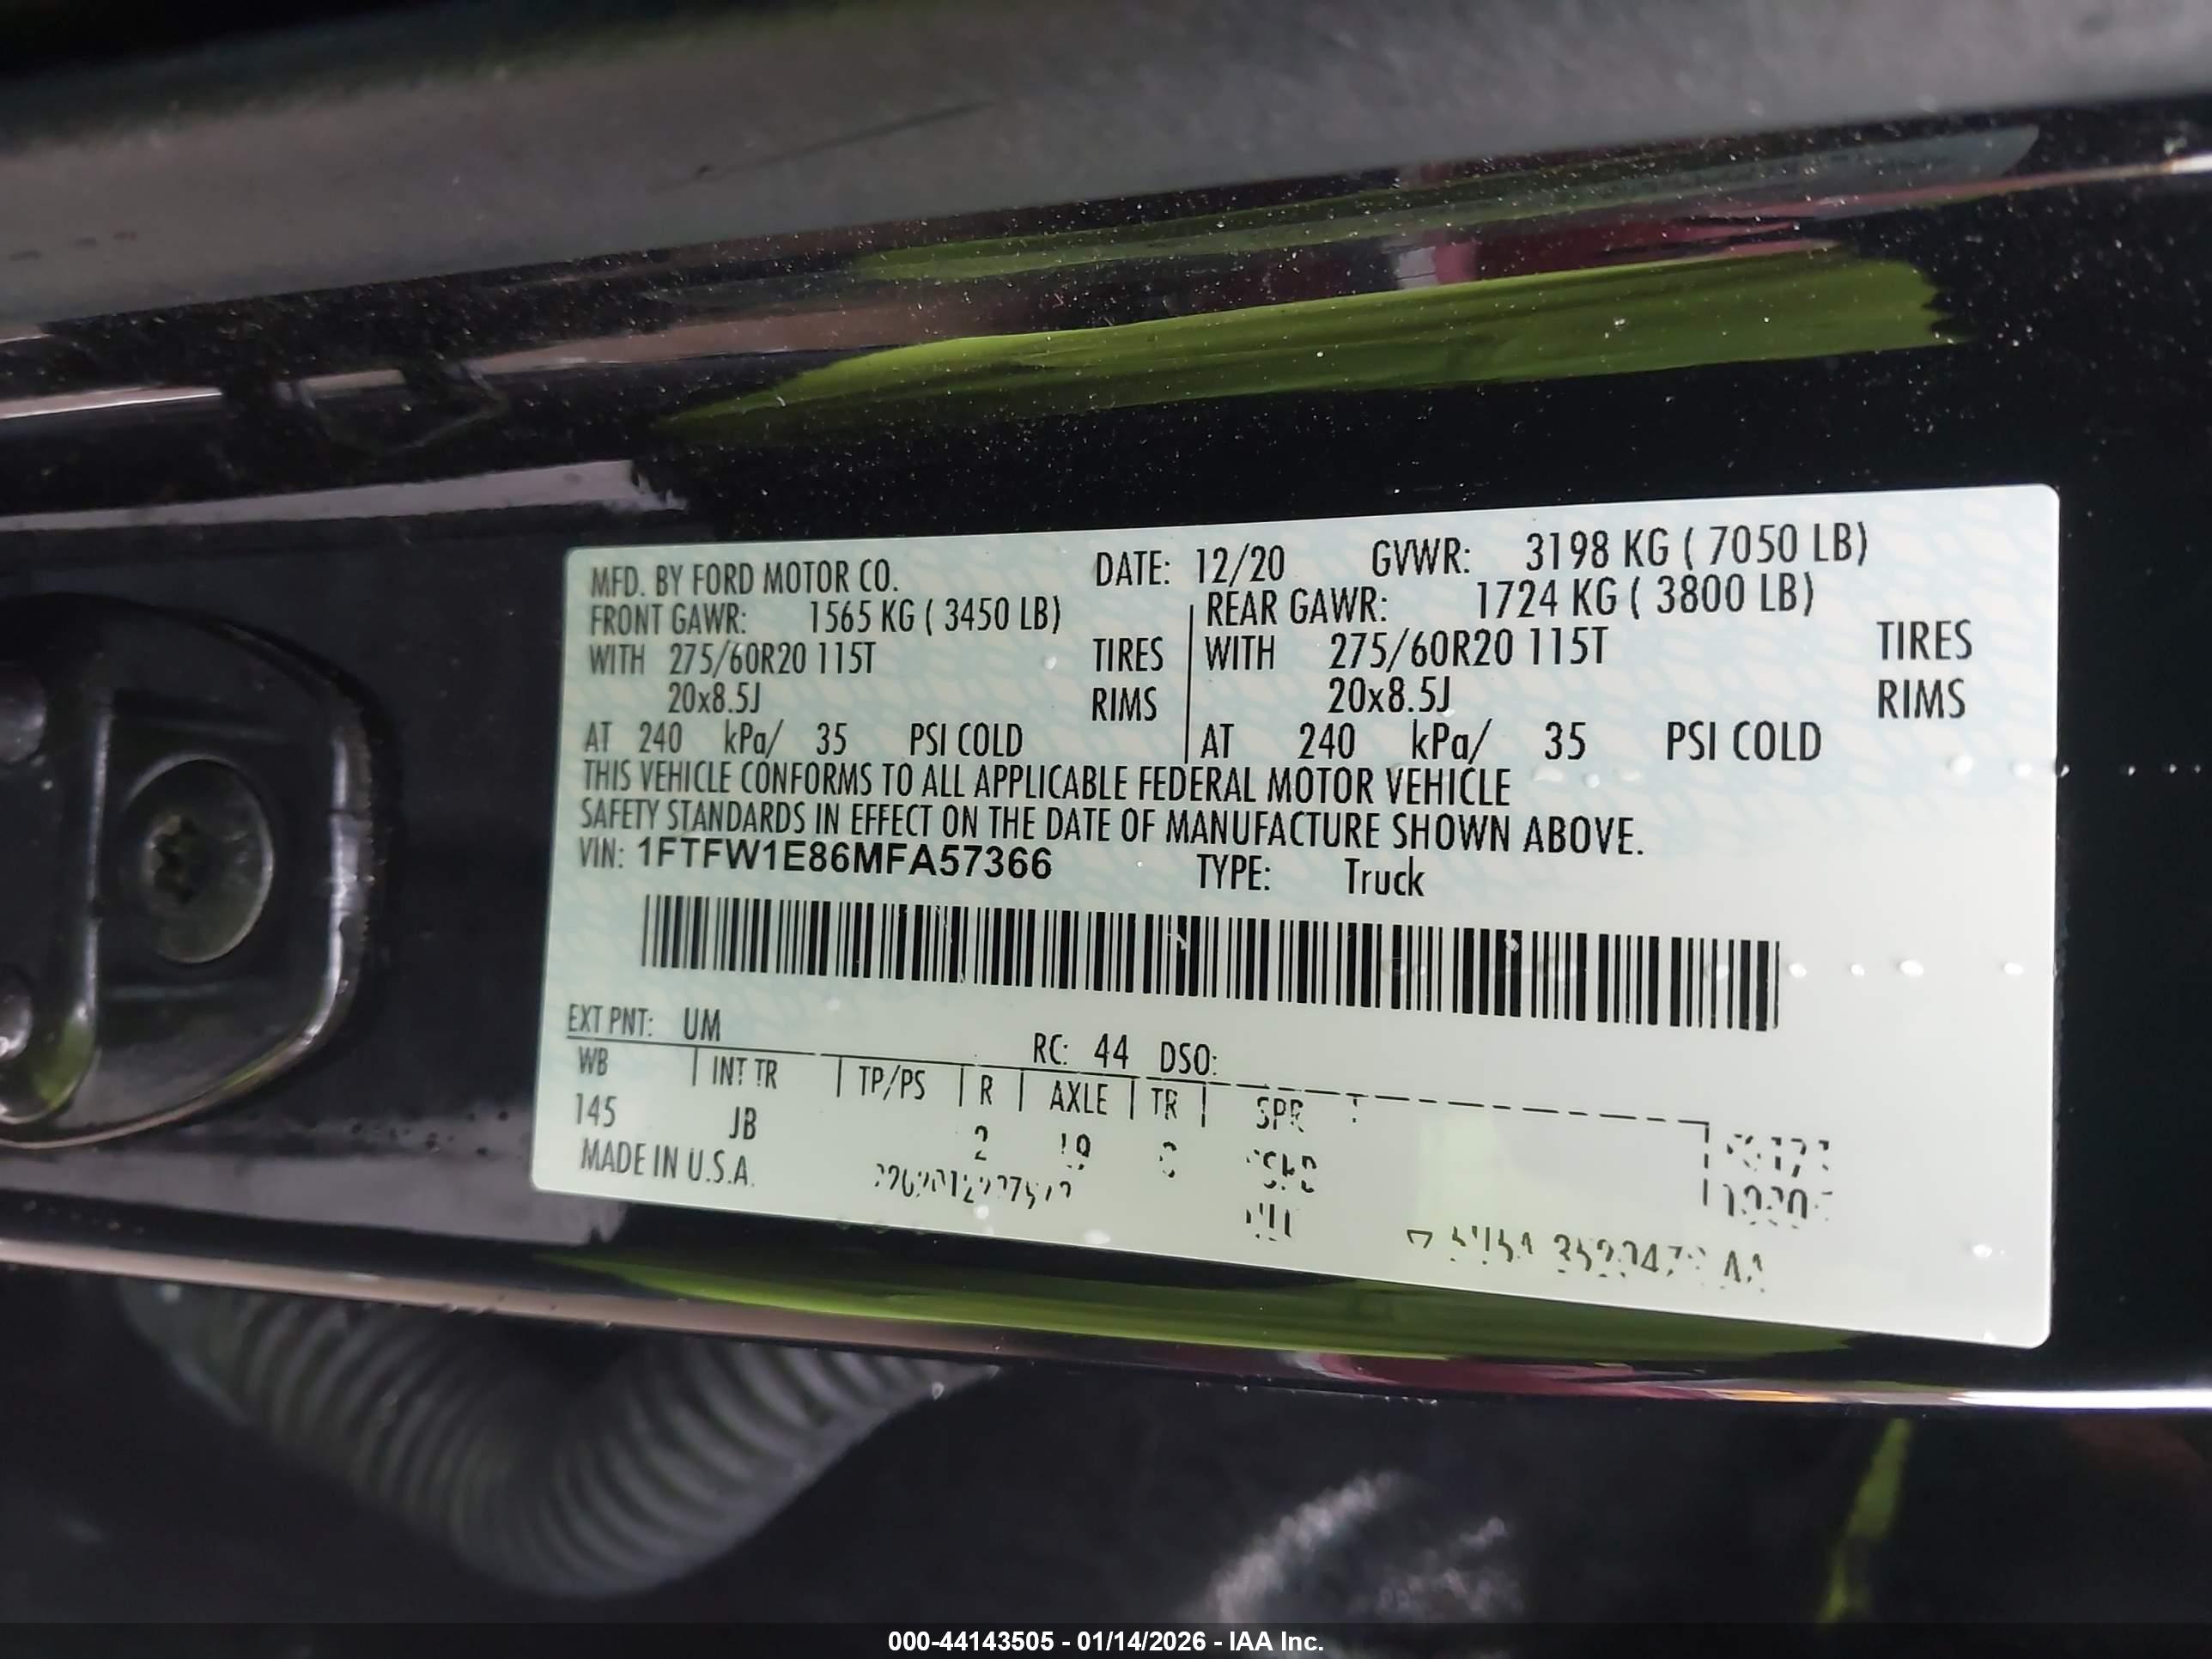 MFD. BY FORD MOTOR CO. DATE: 12/20 GVWR: 3198 KG ( 7050 LB)
FRONT GAWR: 1565 KG ( 3450 LB) REAR GAWR: 1724 KG ( 3800 LB)
WITH 275/60R20 115T TIRES WITH 275/60R20 115T TIRES
20x8.5J RIMS 20x8.5J RIMS
AT 240 kPa/ 35 PSI COLD AT 240 kPa/ 35 PSI COLD
THIS VEHICLE CONFORMS TO ALL APPLICABLE FEDERAL MOTOR VEHICLE
SAFETY STANDARDS IN EFFECT ON THE DATE OF MANUFACTURE SHOWN ABOVE.
VIN: 1FTFW1E86MFA57366 TYPE: Truck
EXT PNT: UM RC: 44 DSO:
WB INT TR TP/PS R AXLE TR SPR
145 JB 2
MADE IN U.S.A.
000-44143505 - 01/14/2026 - IAA Inc.